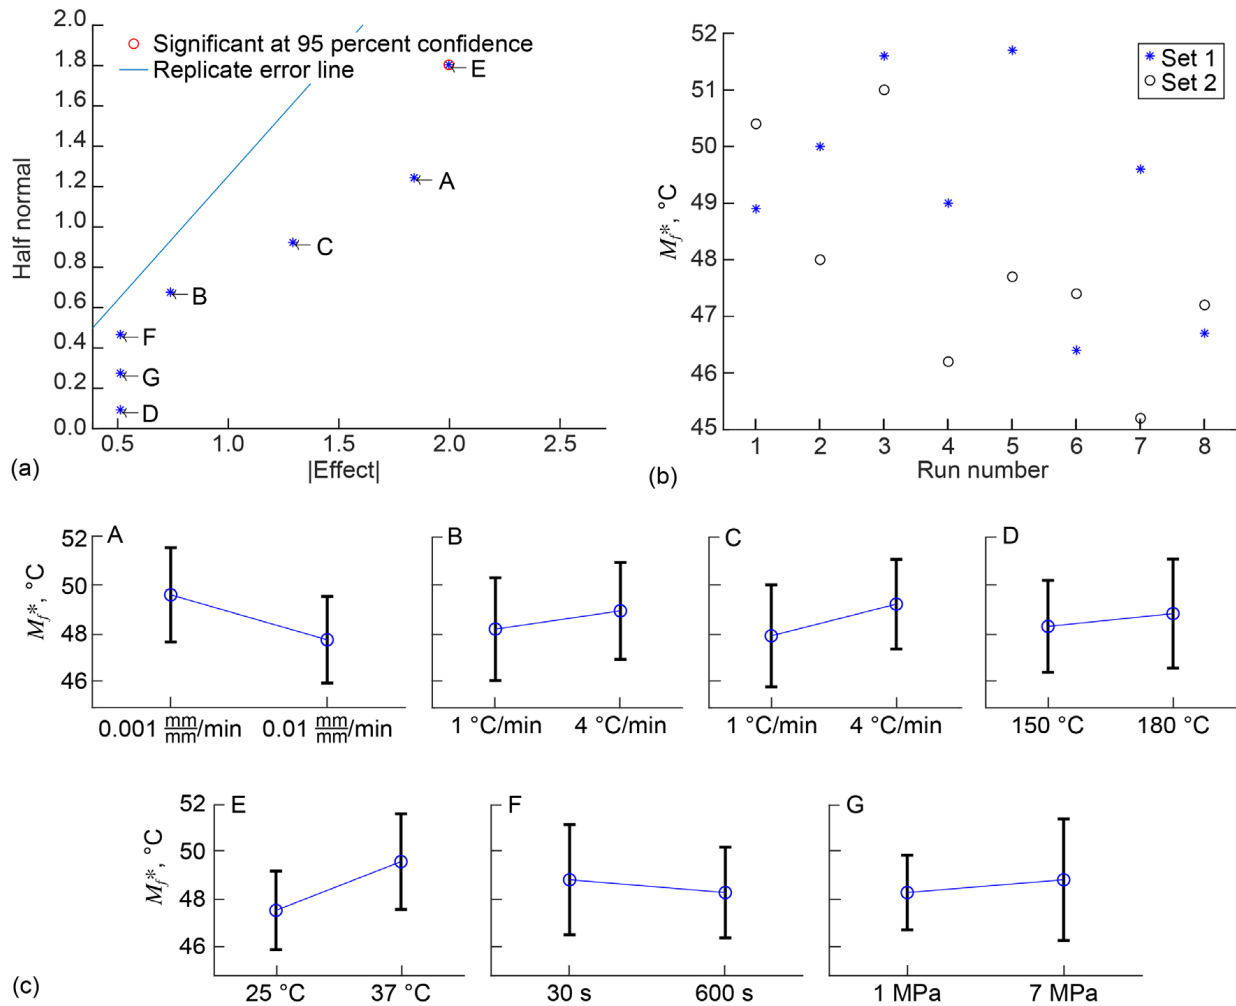 2.0
1.8
1.6
1.4
1.2
1.0
0.8
0.6
0.4
0.2
0.0
Half normal
Significant at 95 percent confidence
Replicate error line
E
A
C
B
F
G
D
0.5 1.0 1.5 2.0 2.5
|Effect|
(a)
52
51
50
49
48
47
46
45
M_f*, °C
Set 1
Set 2
1 2 3 4 5 6 7 8
Run number
(b)
A
52
50
48
46
M_f*, °C
0.001 mm/mm/min 0.01 mm/mm/min
B
1 °C/min 4 °C/min
C
1 °C/min 4 °C/min
D
150 °C 180 °C
E
52
50
48
46
M_f*, °C
25 °C 37 °C
F
30 s 600 s
G
1 MPa 7 MPa
(c)